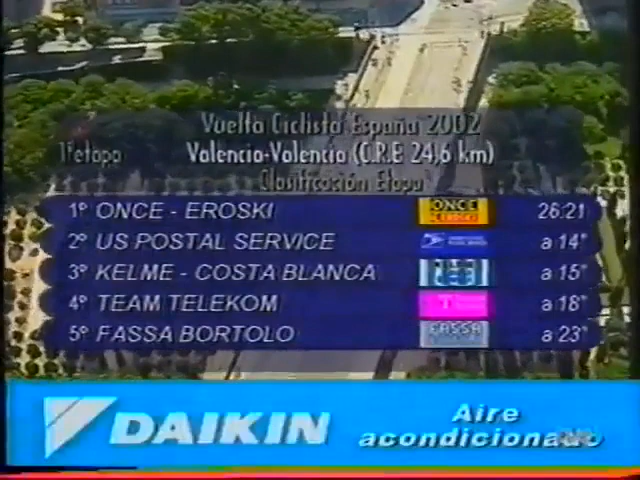 Vuelta Ciclista España 2002
1ª etapa Valencia-Valencia (C.R.E 24,6 km)
Clasificación Etapa
1º ONCE - EROSKI ONCE EROSKI 26:21
2º US POSTAL SERVICE a 14"
3º KELME - COSTA BLANCA KELME a 15"
4º TEAM TELEKOM T a 18"
5º FASSA BORTOLO FASSA a 23"
DAIKIN Aire
acondicionado